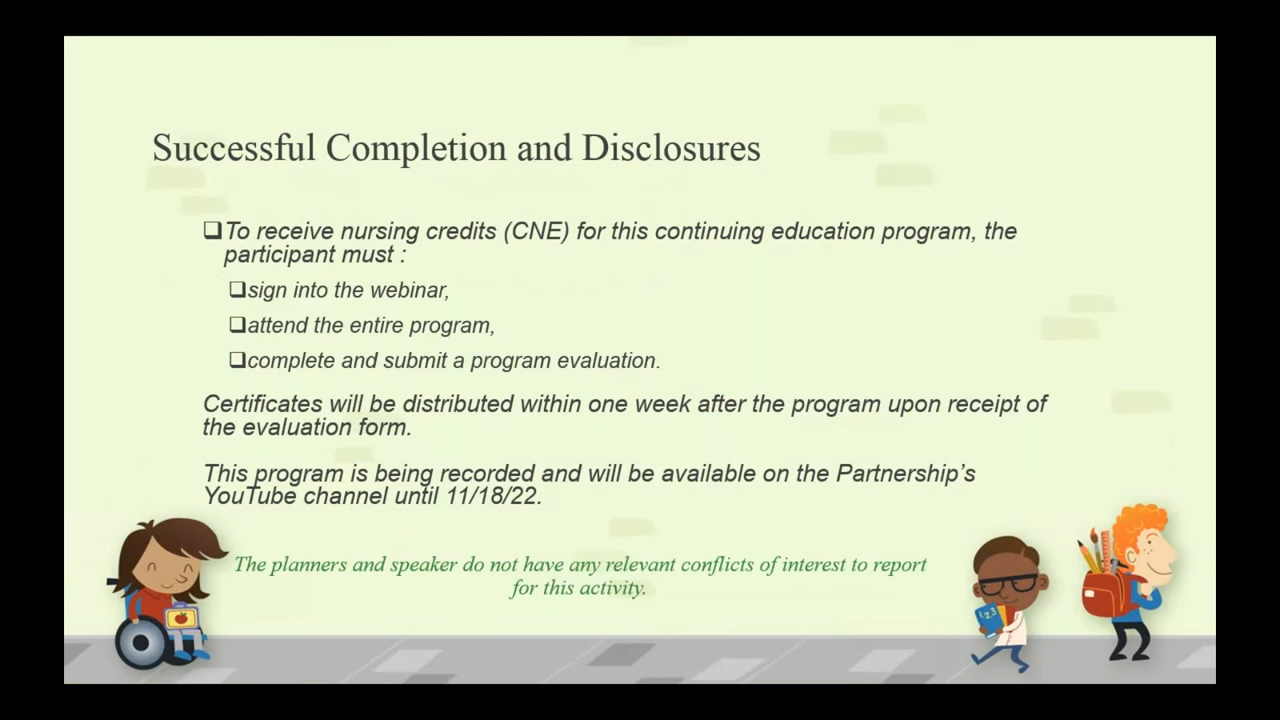 Successful Completion and Disclosures
❑To receive nursing credits (CNE) for this continuing education program, the
participant must :
❑sign into the webinar,
❑attend the entire program,
❑complete and submit a program evaluation.
Certificates will be distributed within one week after the program upon receipt of
the evaluation form.
This program is being recorded and will be available on the Partnership’s
YouTube channel until 11/18/22.
The planners and speaker do not have any relevant conflicts of interest to report
for this activity.
1,2,3